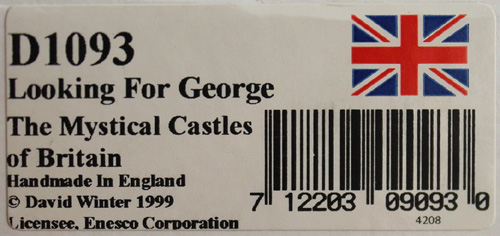 D1093
Looking For George
The Mystical Castles
of Britain
Handmade In England
© David Winter 1999
Licensee, Enesco Corporation
7 12203 09093 0
4208